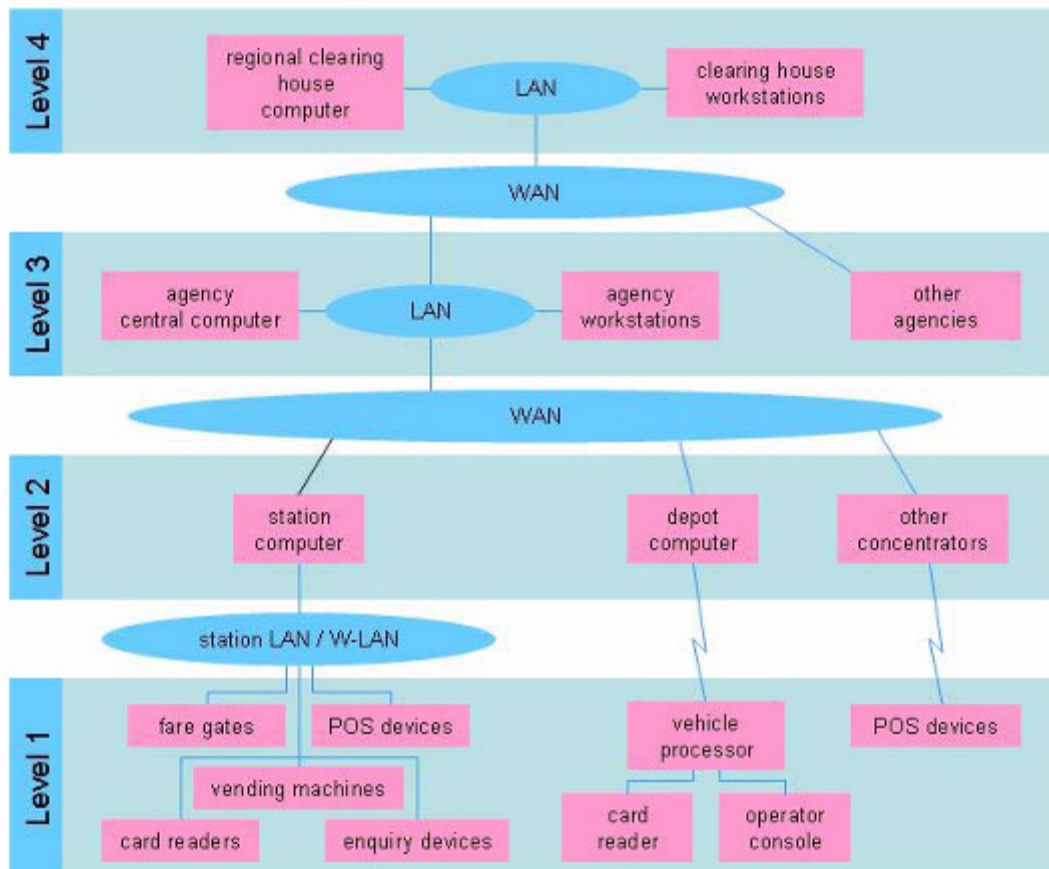 Level 4
regional clearing
house
computer
LAN
clearing house
workstations
WAN
Level 3
agency
central computer
LAN
agency
workstations
other
agencies
WAN
Level 2
station
computer
depot
computer
other
concentrators
station LAN / W-LAN
Level 1
fare gates
POS devices
vehicle
processor
POS devices
vending machines
card readers
enquiry devices
card
reader
operator
console